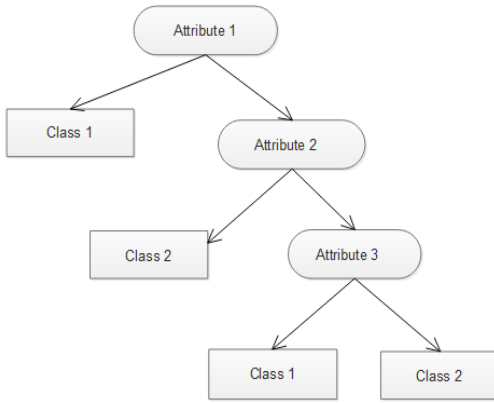 Attribute 1
Class 1
Attribute 2
Class 2
Attribute 3
Class 1
Class 2